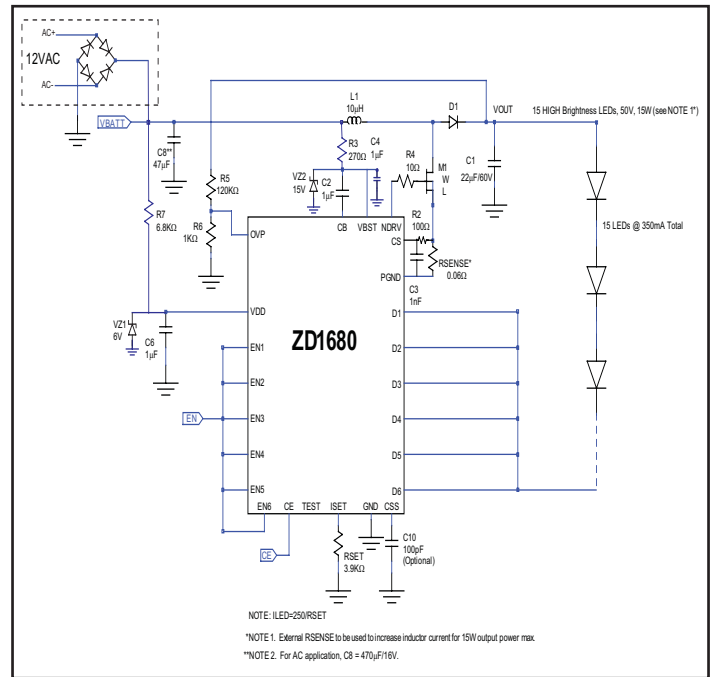 AC+
12VAC
AC-
VBATT
C8**
47µF
L1
10µH
D1
VOUT
15 HIGH Brightness LEDs, 50V, 15W (see NOTE 1*)
R3
270Ω
C4
1µF
R4
10Ω
M1
W
L
C1
22µF/60V
VZ2
15V
C2
1µF
R5
120KΩ
R7
6.8KΩ
R6
1KΩ
R2
100Ω
RSENSE*
0.06Ω
C3
1nF
15 LEDs @ 350mA Total
CB
VBST
NDRV
OVP
CS
PGND
VDD
VZ1
6V
C6
1µF
ZD1680
EN1
EN2
EN3
EN4
EN5
EN
D1
D2
D3
D4
D5
D6
EN6
CE
TEST
ISET
GND
CSS
CE
RSET
3.9KΩ
C10
100pF
(Optional)
NOTE: ILED=250/RSET
*NOTE 1. External RSENSE to be used to increase inductor current for 15W output power max.
**NOTE 2. For AC application, C8 = 470µF/16V.